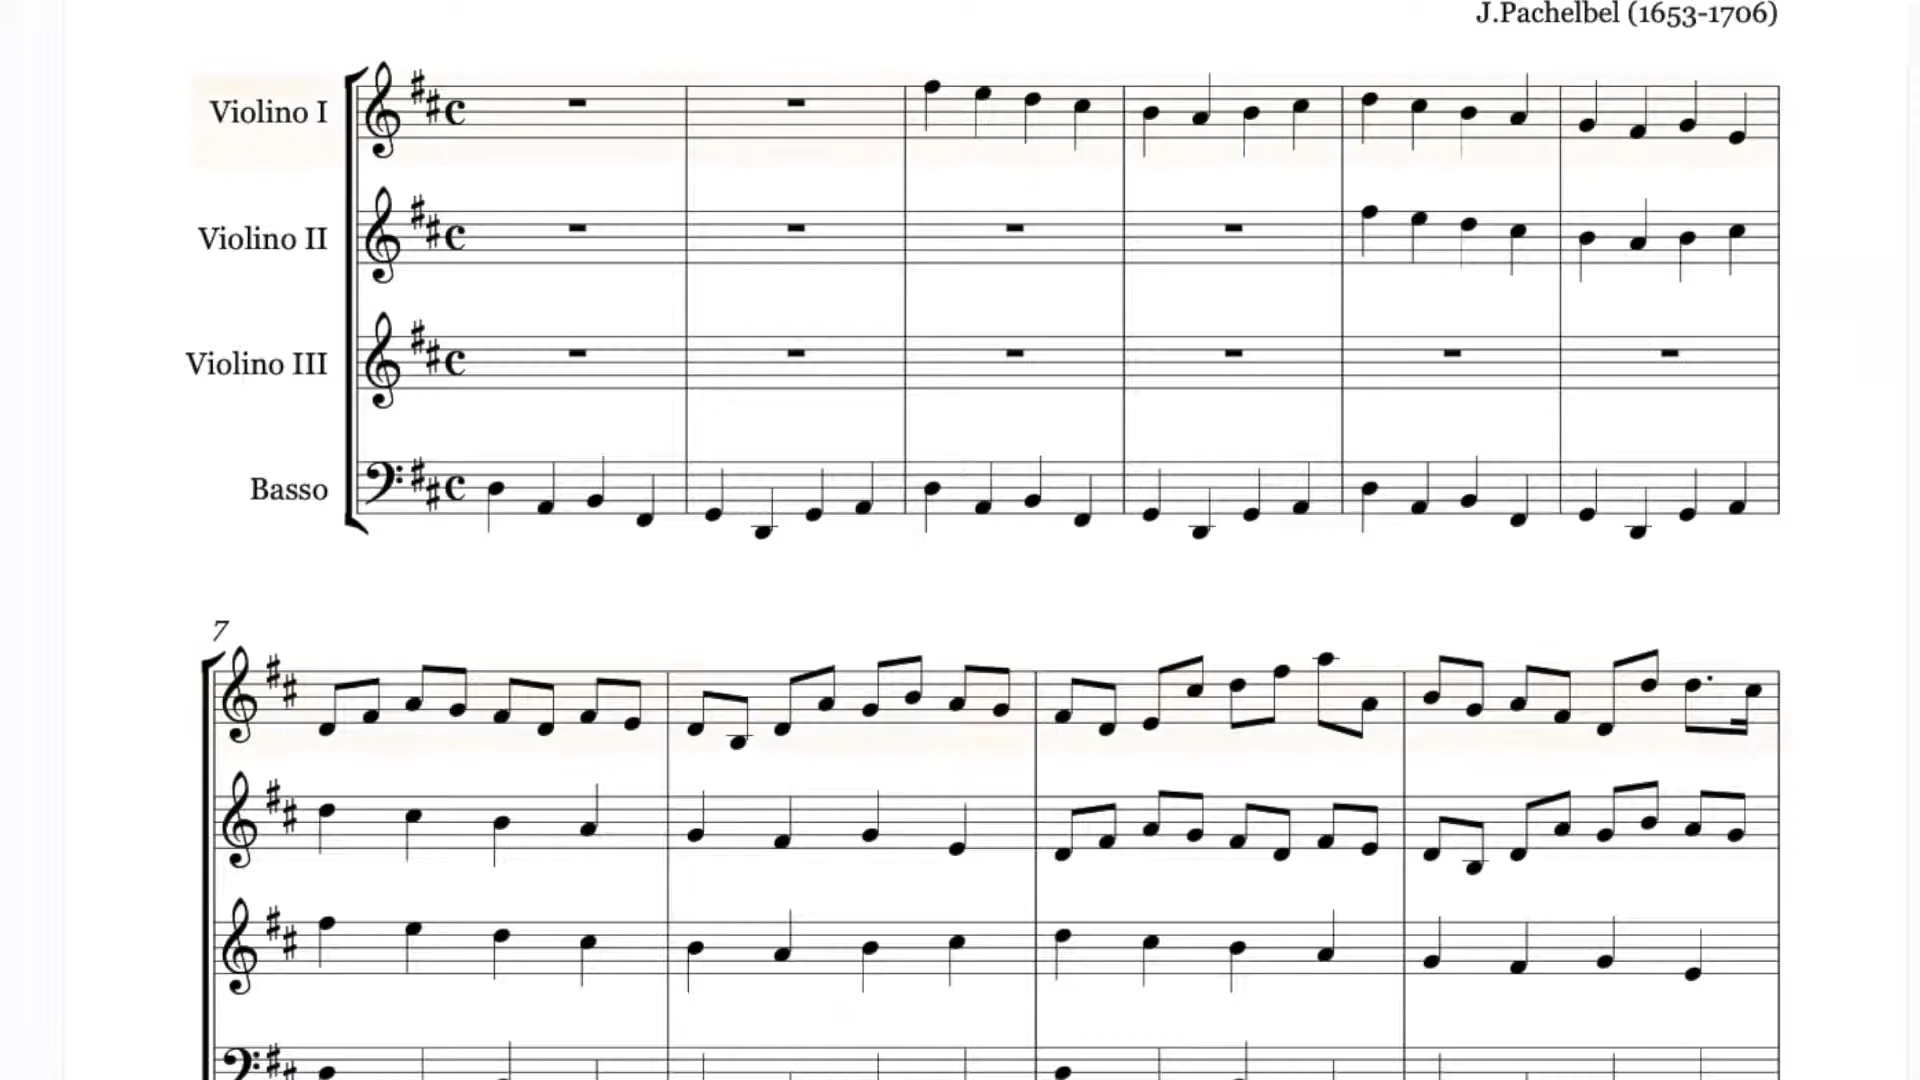 J.Pachelbel (1653-1706)
Violino I
Violino II
Violino III
Basso
7